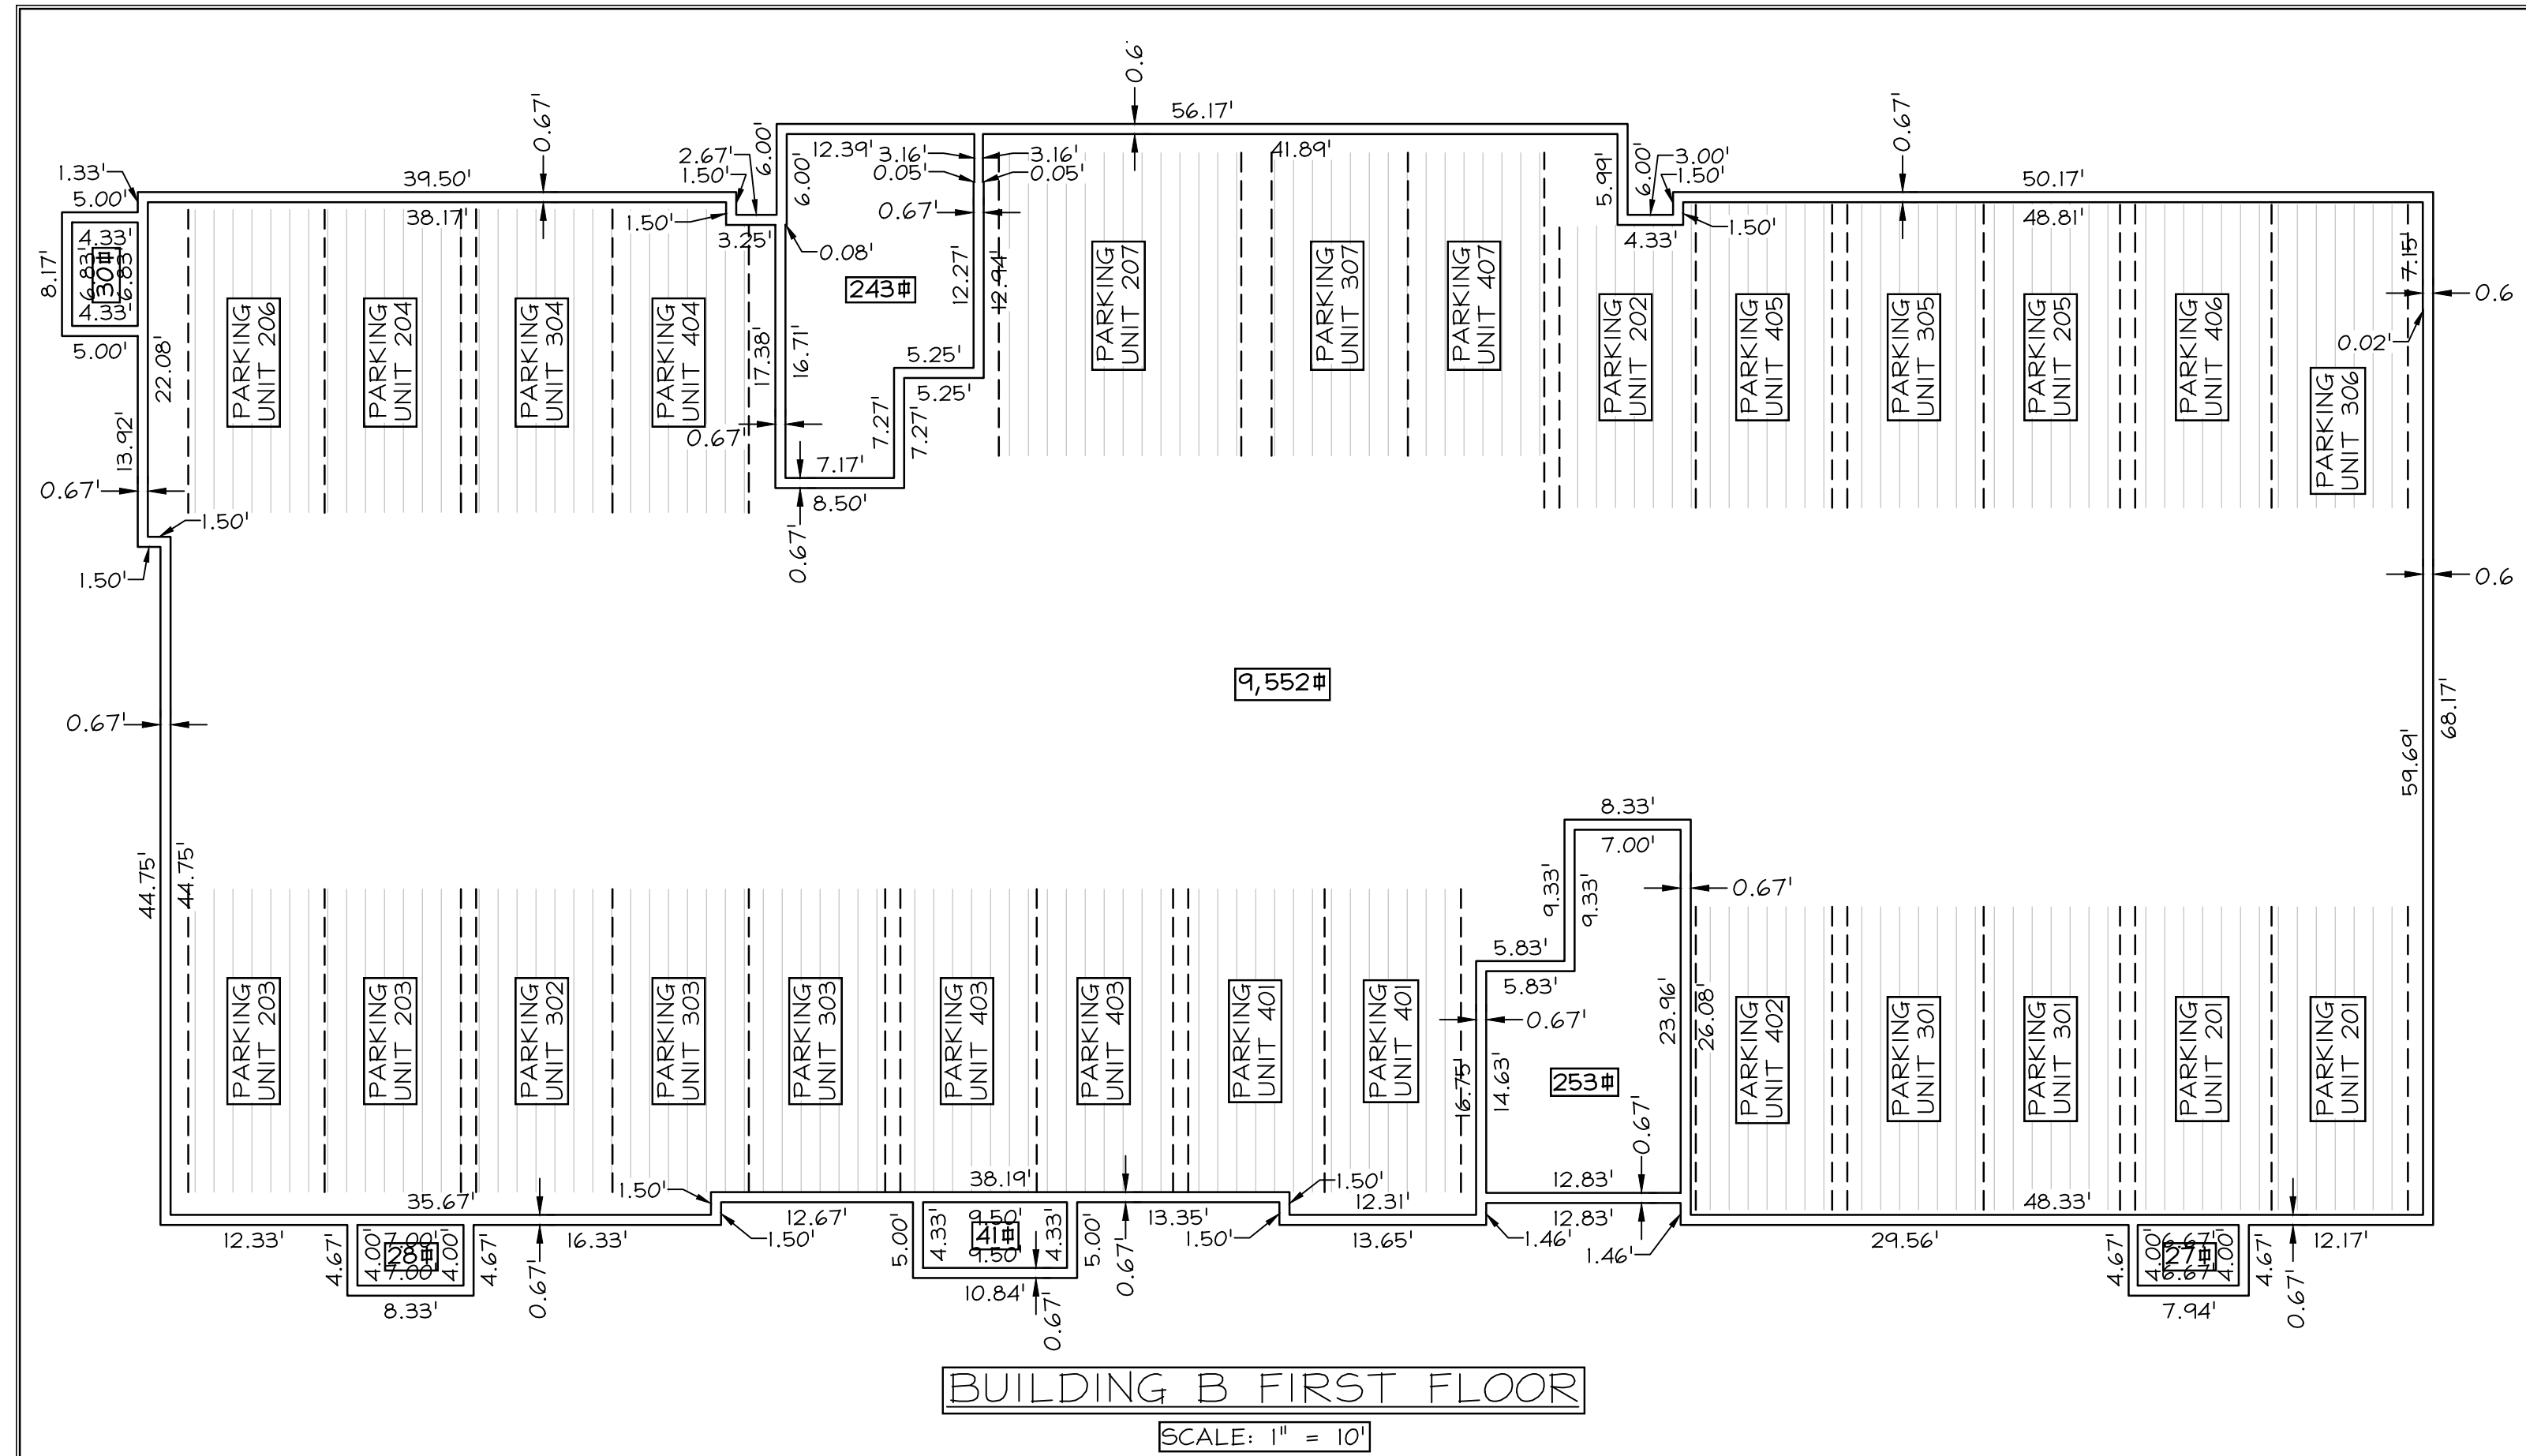 0.6
56.17'
0.67'
0.67'
6.00'
12.39'
3.16'
3.16'
41.89'
2.67'
6.00'
5.99'
6.00'
3.00'
1.33'
39.50'
1.50'
0.05'
0.05'
1.50'
50.17'
5.00'
38.17'
1.50'
0.67'
48.81'
1.50'
4.33'
3.25'
0.08'
4.33'
7.15'
8.17'
6.83'
30⌗
6.83'
4.33'
243⌗
12.27'
12.94'
0.6
5.00'
22.08'
17.38'
16.71'
5.25'
5.25'
0.02'
PARKING
UNIT 206
PARKING
UNIT 204
PARKING
UNIT 304
PARKING
UNIT 404
PARKING
UNIT 207
PARKING
UNIT 307
PARKING
UNIT 407
PARKING
UNIT 202
PARKING
UNIT 405
PARKING
UNIT 305
PARKING
UNIT 205
PARKING
UNIT 406
PARKING
UNIT 306
13.92'
0.67'
7.27'
7.27'
7.17'
8.50'
0.67'
0.67'
1.50'
1.50'
0.6
9,552⌗
0.67'
68.17'
59.69'
44.75'
44.75'
8.33'
7.00'
9.33'
9.33'
0.67'
5.83'
5.83'
0.67'
23.96'
26.08'
16.75'
14.63'
253⌗
0.67'
PARKING
UNIT 203
PARKING
UNIT 203
PARKING
UNIT 302
PARKING
UNIT 303
PARKING
UNIT 303
PARKING
UNIT 403
PARKING
UNIT 403
PARKING
UNIT 401
PARKING
UNIT 401
PARKING
UNIT 402
PARKING
UNIT 301
PARKING
UNIT 301
PARKING
UNIT 201
PARKING
UNIT 201
35.67'
1.50'
38.19'
1.50'
12.31'
12.83'
48.33'
12.33'
16.33'
1.50'
12.67'
9.50'
41⌗
9.50'
13.35'
1.50'
13.65'
12.83'
1.46'
1.46'
29.56'
12.17'
4.67'
4.00'
7.00'
28⌗
7.00'
4.00'
4.67'
8.33'
0.67'
5.00'
4.33'
4.33'
5.00'
10.84'
0.67'
0.67'
4.67'
4.00'
6.67'
27⌗
6.67'
4.00'
4.67'
7.94'
0.67'
BUILDING B FIRST FLOOR
SCALE: 1" = 10'